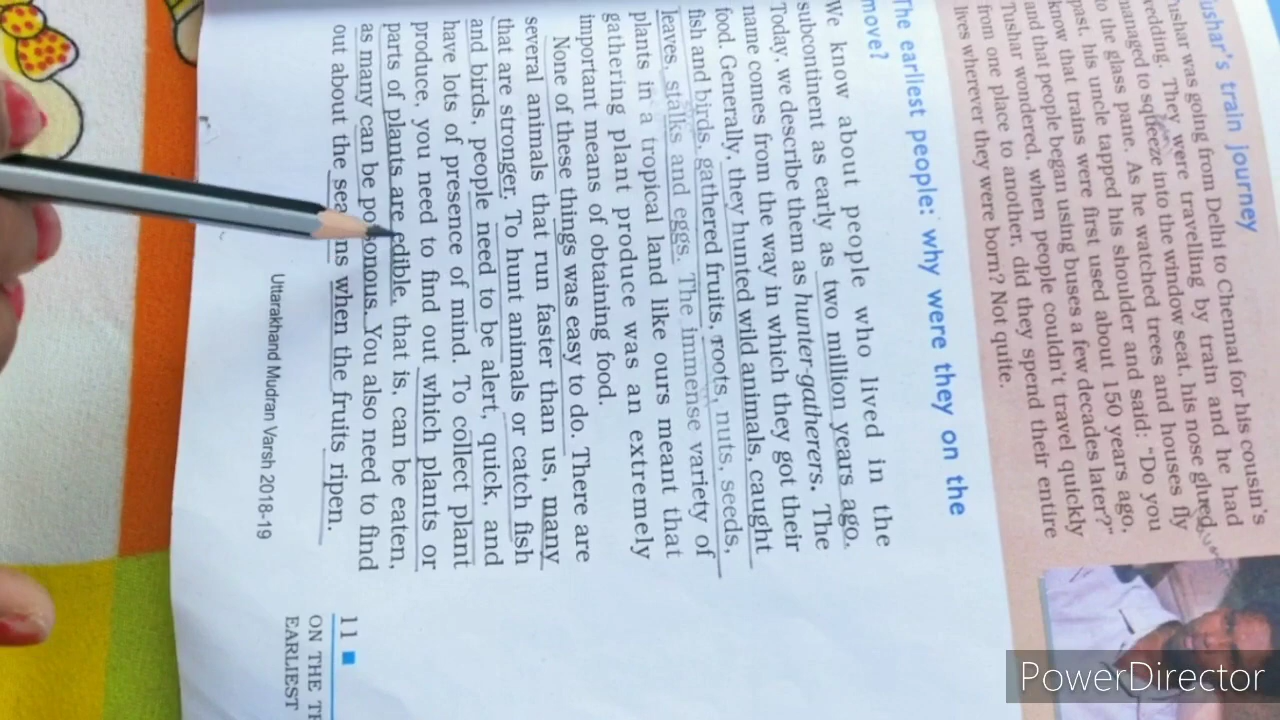 ushar's train journey
Tushar was going from Delhi to Chennai for his cousin's
wedding. They were travelling by train and he had
managed to squeeze into the window seat, his nose glued
to the glass pane. As he watched trees and houses fly
past, his uncle tapped his shoulder and said: "Do you
know that trains were first used about 150 years ago,
and that people began using buses a few decades later?"
Tushar wondered, when people couldn't travel quickly
from one place to another, did they spend their entire
lives wherever they were born? Not quite.
The earliest people: why were they on the
move?
We know about people who lived in the
subcontinent as early as two million years ago.
Today, we describe them as hunter-gatherers. The
name comes from the way in which they got their
food. Generally, they hunted wild animals, caught
fish and birds, gathered fruits, roots, nuts, seeds,
leaves, stalks and eggs. The immense variety of
plants in a tropical land like ours meant that
gathering plant produce was an extremely
important means of obtaining food.
None of these things was easy to do. There are
several animals that run faster than us, many
that are stronger. To hunt animals or catch fish
and birds, people need to be alert, quick, and
have lots of presence of mind. To collect plant
produce, you need to find out which plants or
parts of plants are edible, that is, can be eaten,
as many can be poisonous. You also need to find
out about the seasons when the fruits ripen.
11
ON THE
EARLIEST
Uttarakhand Mudran Varsh 2018-19
PowerDirector